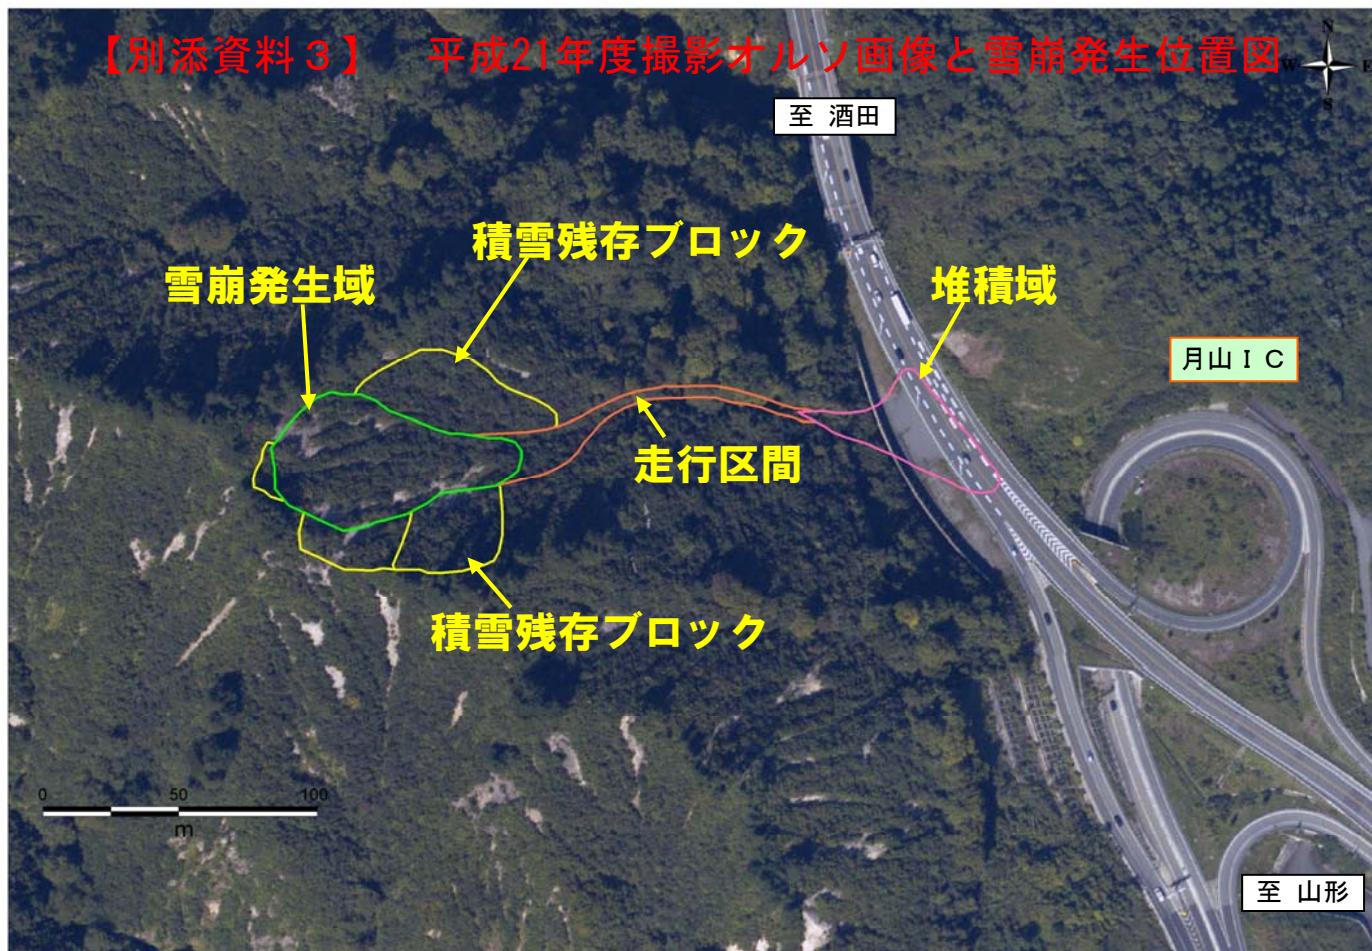 【別添資料３】　平成21年度撮影オルソ画像と雪崩発生位置図
N
W E
S
至 酒田
積雪残存ブロック
雪崩発生域
堆積域
月山ＩＣ
走行区間
積雪残存ブロック
0 50 100
m
至 山形